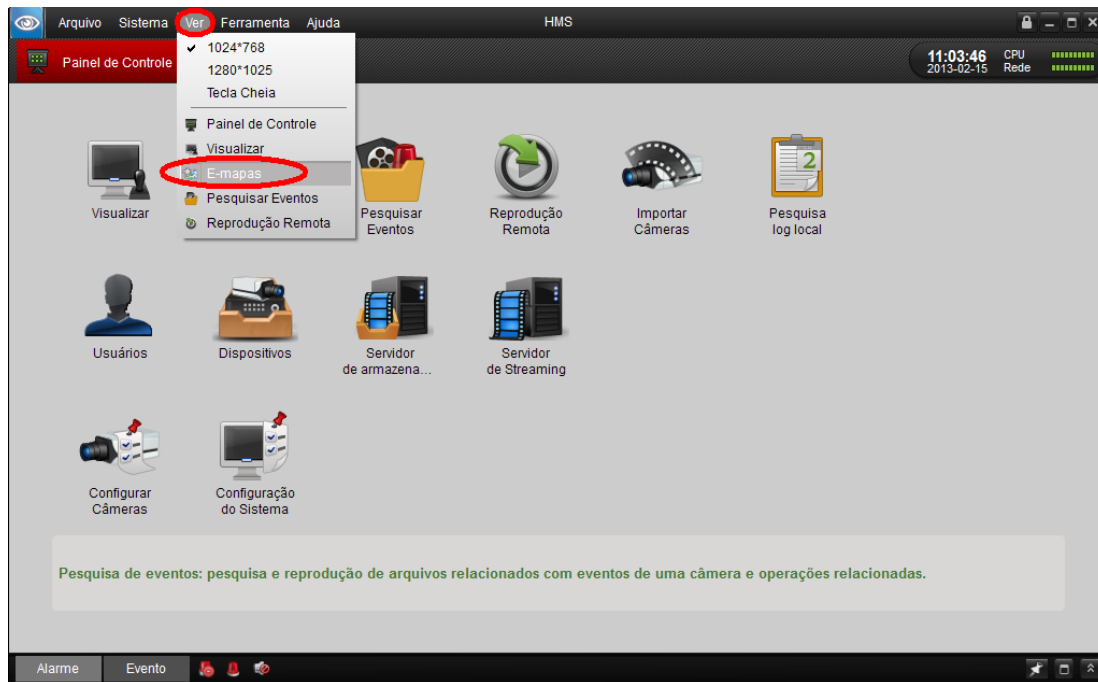 Arquivo Sistema Ver Ferramenta Ajuda HMS
Painel de Controle
11:03:46 CPU
2013-02-15 Rede
1024*768
1280*1025
Tecla Cheia
Painel de Controle
Visualizar
E-mapas
Pesquisar Eventos
Reprodução Remota
Visualizar
Pesquisar
Eventos
Reprodução
Remota
Importar
Câmeras
2
Pesquisa
log local
Usuários
Dispositivos
Servidor
de armazena...
Servidor
de Streaming
Configurar
Câmeras
Configuração
do Sistema
Pesquisa de eventos: pesquisa e reprodução de arquivos relacionados com eventos de uma câmera e operações relacionadas.
Alarme Evento